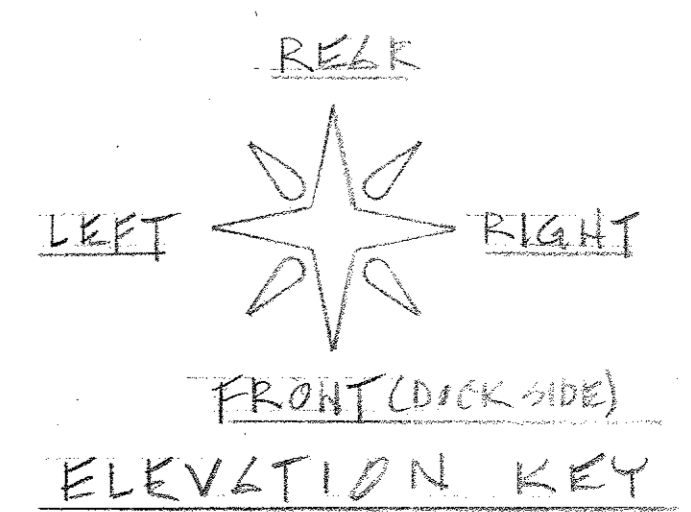 REAR
LEFT
RIGHT
FRONT (DOCK SIDE)
ELEVATION KEY